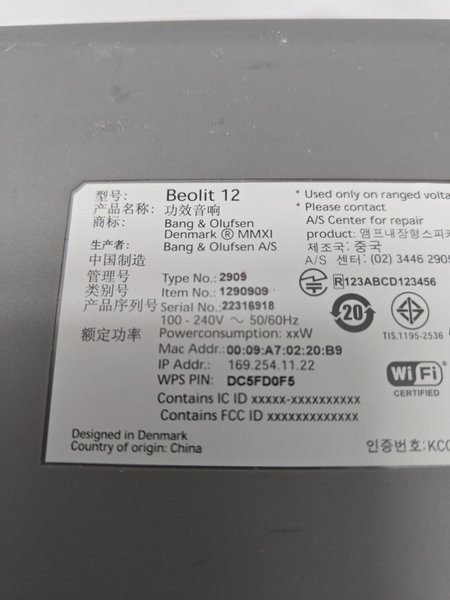 型号: Beolit 12
产品名称: 功效音响
商标: Bang & Olufsen
Denmark ® MMXI
生产者: Bang & Olufsen A/S
中国制造
管理号 Type No.: 2909
类别号 Item No.: 1290909
产品序列号 Serial No.: 22316918
100 - 240V ~ 50/60Hz
额定功率 Powerconsumption: xxW
Mac Addr.: 00:09:A7:02:20:B9
IP Addr.: 169.254.11.22
WPS PIN: DC5FD0F5
Contains IC ID xxxxx-xxxxxxxxxx
Contains FCC ID xxxxxxxxxxxxx
Designed in Denmark
Country of origin: China
* Used only on ranged volta
* Please contact
A/S Center for repair
product: 앰프내장형스피커
제조국: 중국
A/S 센터: (02) 3446 2909
R 123ABCD123456
20
TIS.1195-2536
Wi Fi
CERTIFIED
인증번호: KCC